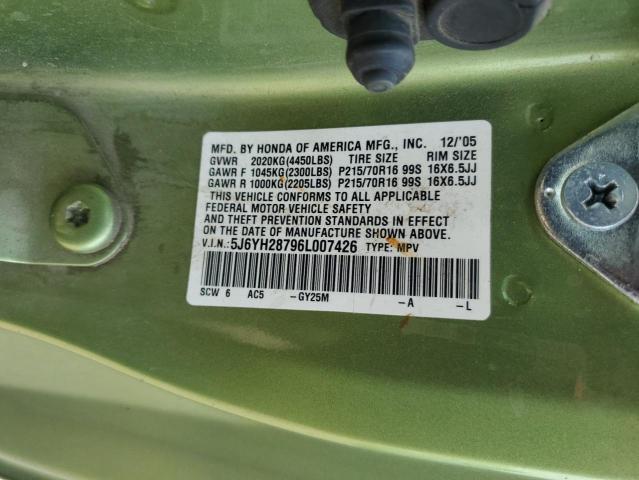 MFD. BY HONDA OF AMERICA MFG., INC. 12/'05
GVWR 2020KG(4450LBS) TIRE SIZE RIM SIZE
GAWR F 1045KG(2300LBS) P215/70R16 99S 16X6.5JJ
GAWR R 1000KG(2205LBS) P215/70R16 99S 16X6.5JJ
THIS VEHICLE CONFORMS TO ALL APPLICABLE
FEDERAL MOTOR VEHICLE SAFETY
AND THEFT PREVENTION STANDARDS IN EFFECT
ON THE DATE OF MANUFACTURE SHOWN ABOVE.
V.I.N.: 5J6YH28796L007426 TYPE: MPV
SCW 6 AC5 -GY25M -A -L